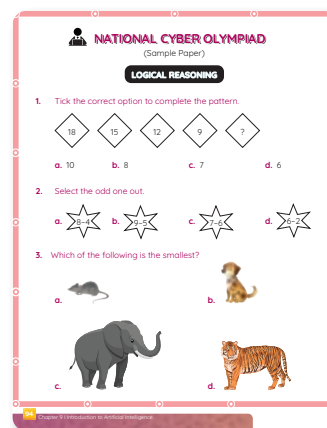 NATIONAL CYBER OLYMPIAD
(Sample Paper)
LOGICAL REASONING
1. Tick the correct option to complete the pattern.
18 15 12 9 ?
a. 10 b. 8 c. 7 d. 6
2. Select the odd one out.
a. 8–4 b. 9–5 c. 7–6 d. 6–2
3. Which of the following is the smallest?
a. b.
c. d.
94 Chapter 9 | Introduction to Artificial Intelligence